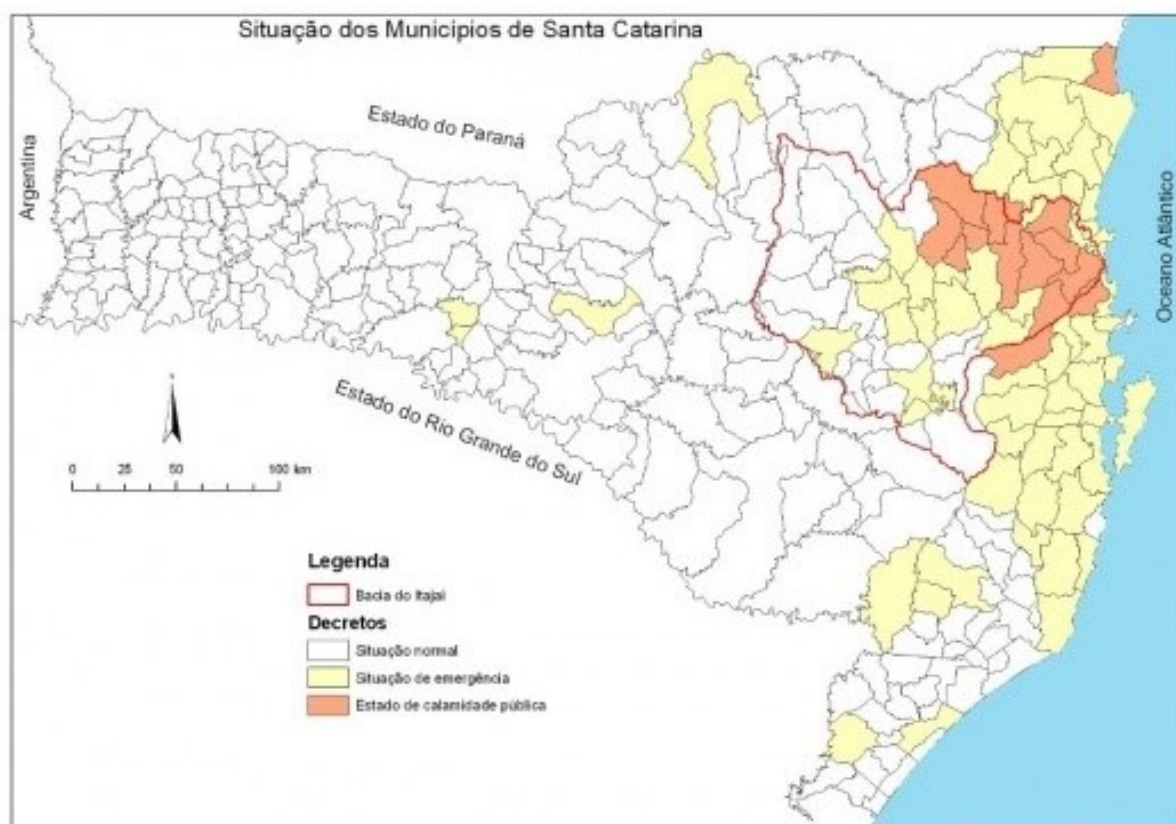 Situação dos Municípios de Santa Catarina
Estado do Paraná
Argentina
Oceano Atlântico
Estado do Rio Grande do Sul
0 25 50 100 km
Legenda
Bacia do Itajaí
Decretos
Situação normal
Situação de emergência
Estado de calamidade pública